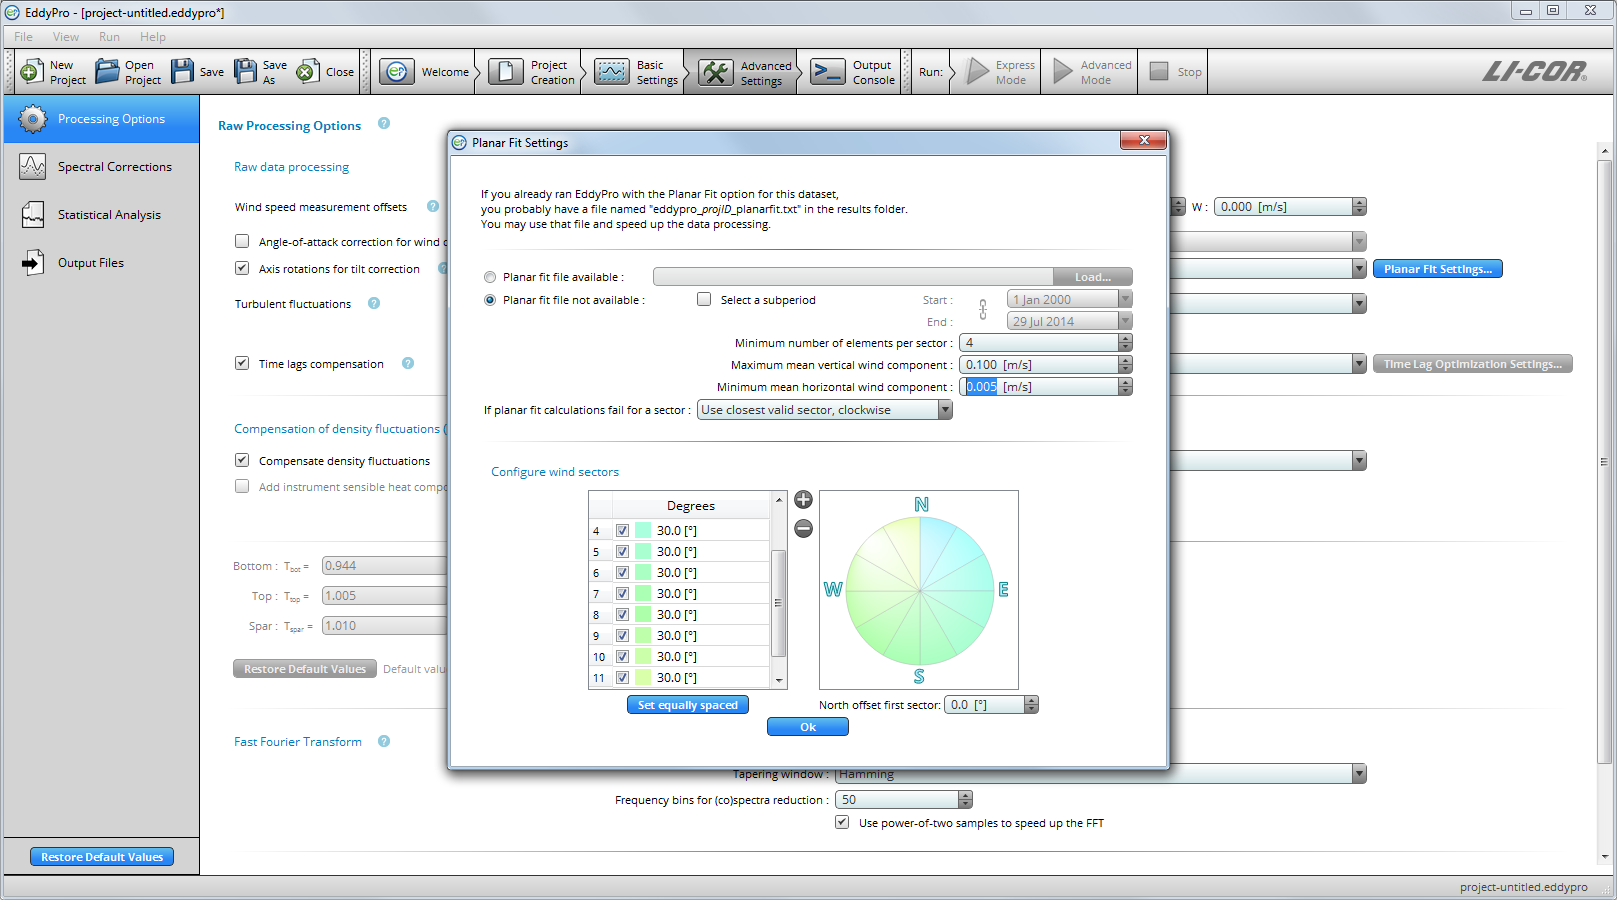 EddyPro - [project-untitled.eddypro*]
File View Run Help
New Project
Open Project
Save
Save As
Close
Welcome
Project Creation
Basic Settings
Advanced Settings
Output Console
Run:
Express Mode
Advanced Mode
Stop
LI-COR®
Processing Options
Spectral Corrections
Statistical Analysis
Output Files
Restore Default Values
Raw Processing Options ?
Raw data processing
Wind speed measurement offsets ?
W : 0.000 [m/s]
Angle-of-attack correction for wind
Axis rotations for tilt correction
Planar Fit Settings...
Turbulent fluctuations ?
Time lags compensation ?
Time Lag Optimization Settings...
Compensation of density fluctuations (
Compensate density fluctuations
Add instrument sensible heat comp
Bottom : Tbot = 0.944
Top : Ttop = 1.005
Spar : Tspar = 1.010
Restore Default Values Default valu
Fast Fourier Transform ?
Tapering window : Hamming
Frequency bins for (co)spectra reduction : 50
Use power-of-two samples to speed up the FFT
Planar Fit Settings
If you already ran EddyPro with the Planar Fit option for this dataset,
you probably have a file named "eddypro_projID_planarfit.txt" in the results folder.
You may use that file and speed up the data processing.
Planar fit file available : Load...
Planar fit file not available : Select a subperiod Start : 1 Jan 2000
End : 29 Jul 2014
Minimum number of elements per sector : 4
Maximum mean vertical wind component : 0.100 [m/s]
Minimum mean horizontal wind component : 0.005 [m/s]
If planar fit calculations fail for a sector : Use closest valid sector, clockwise
Configure wind sectors
Degrees
4 30.0 [°]
5 30.0 [°]
6 30.0 [°]
7 30.0 [°]
8 30.0 [°]
9 30.0 [°]
10 30.0 [°]
11 30.0 [°]
N
W E
S
Set equally spaced
North offset first sector: 0.0 [°]
Ok
project-untitled.eddypro